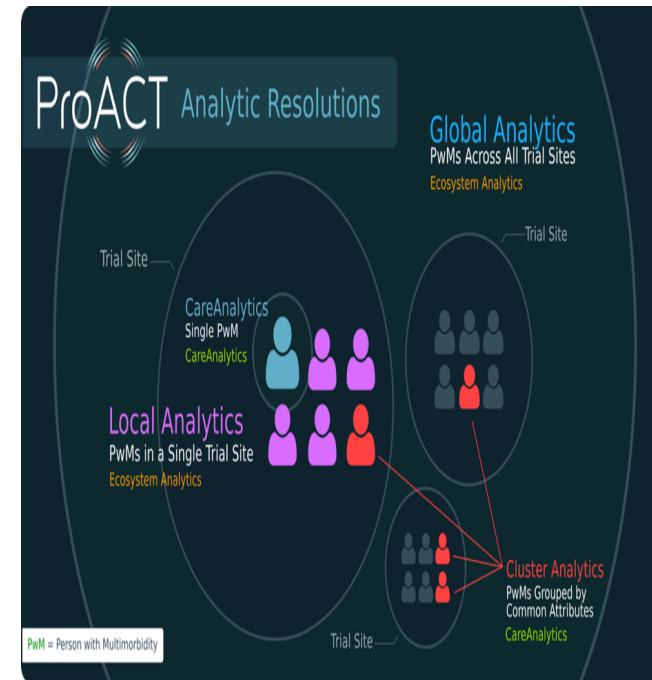 ProACT Analytic Resolutions
Global Analytics
PwMs Across All Trial Sites
Ecosystem Analytics
Trial Site
Trial Site
CareAnalytics
Single PwM
CareAnalytics
Local Analytics
PwMs in a Single Trial Site
Ecosystem Analytics
Cluster Analytics
PwMs Grouped by
Common Attributes
CareAnalytics
Trial Site
PwM = Person with Multimorbidity